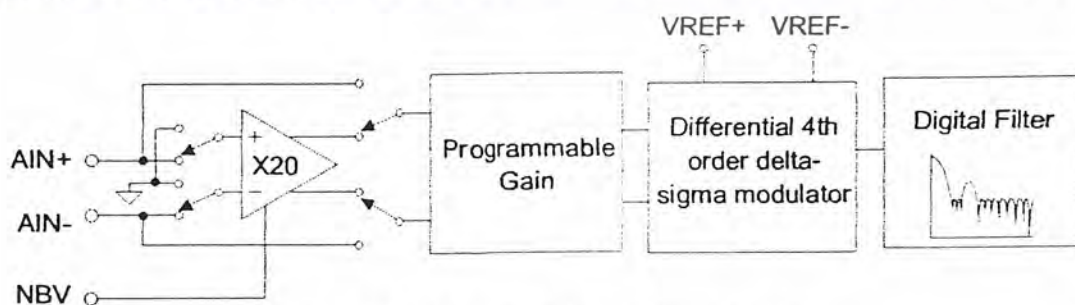 VREF+ VREF-
AIN+
AIN-
NBV
+
X20
−
Programmable
Gain
Differential 4th
order delta-
sigma modulator
Digital Filter